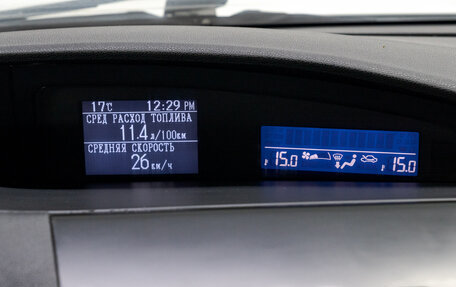 17°C 12:29 PM
СРЕД РАСХОД ТОПЛИВА
11.4 л/100км
СРЕДНЯЯ СКОРОСТЬ
26 км/ч
15.0 15.0